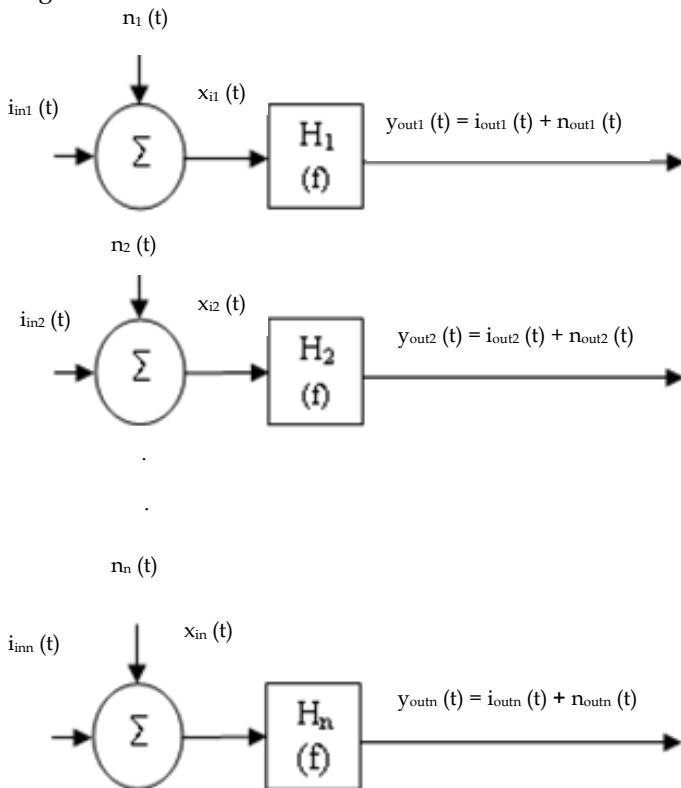 n₁ (t)
i_in1 (t)
x_i1 (t)
Σ
H₁
(f)
y_out1 (t) = i_out1 (t) + n_out1 (t)
n₂ (t)
i_in2 (t)
x_i2 (t)
Σ
H₂
(f)
y_out2 (t) = i_out2 (t) + n_out2 (t)
.
.
n_n (t)
i_inn (t)
x_in (t)
Σ
H_n
(f)
y_outn (t) = i_outn (t) + n_outn (t)